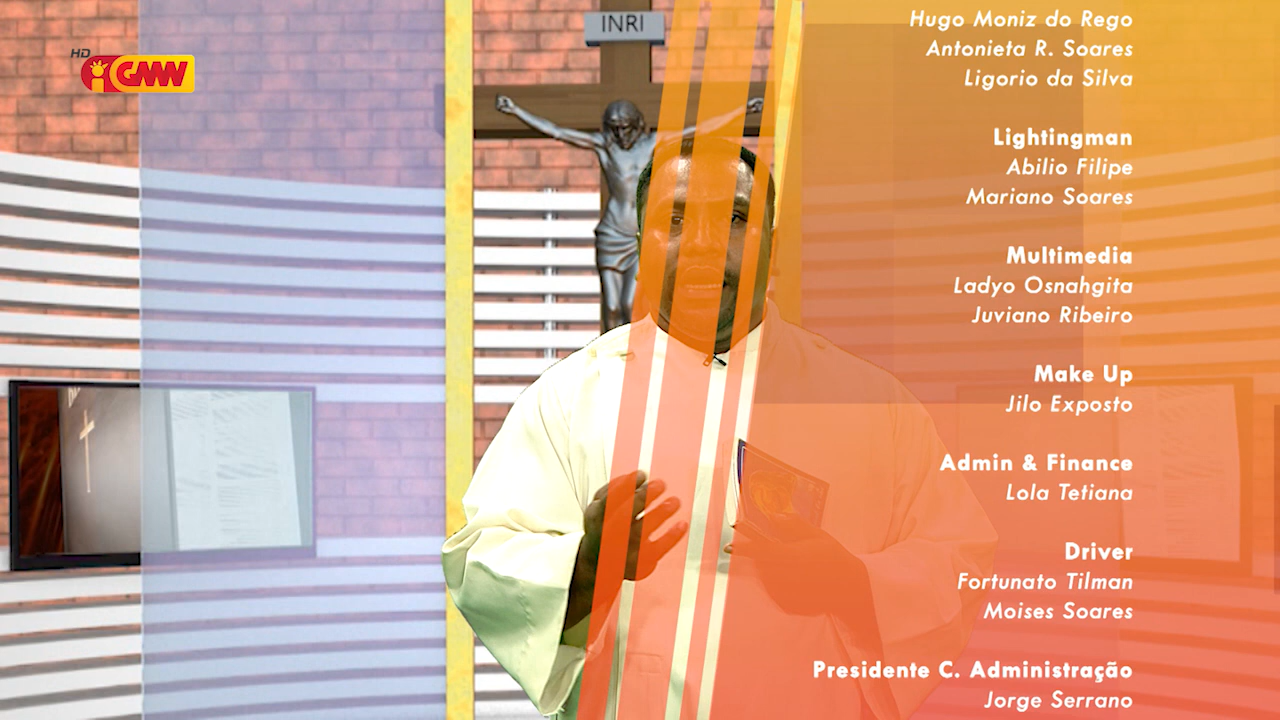 HD
GMN
INRI
Hugo Moniz do Rego
Antonieta R. Soares
Ligorio da Silva
Lightingman
Abilio Filipe
Mariano Soares
Multimedia
Ladyo Osnahgita
Juviano Ribeiro
Make Up
Jilo Exposto
Admin & Finance
Lola Tetiana
Driver
Fortunato Tilman
Moises Soares
Presidente C. Administração
Jorge Serrano